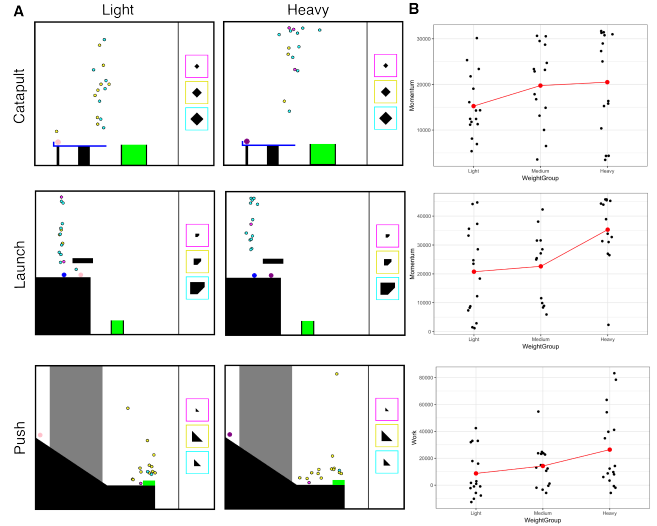 A
Light
Heavy
B
Catapult
Launch
Push
Momentum
30000
20000
10000
Light
Medium
Heavy
WeightGroup
Momentum
40000
30000
20000
10000
0
Light
Medium
Heavy
WeightGroup
Work
80000
60000
40000
20000
0
Light
Medium
Heavy
WeightGroup